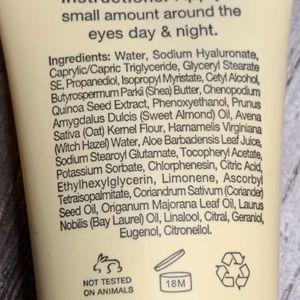 small amount around the
eyes day & night.
Ingredients: Water, Sodium Hyaluronate,
Caprylic/Capric Triglyceride, Glyceryl Stearate
SE, Propanediol, Isopropyl Myristate, Cetyl Alcohol,
Butyrospermum Parkii (Shea) Butter, Chenopodium
Quinoa Seed Extract, Phenoxyethanol, Prunus
Amygdalus Dulcis (Sweet Almond) Oil, Avena
Sativa (Oat) Kernel Flour, Hamamelis Virginiana
(Witch Hazel) Water, Aloe Barbadensis Leaf Juice,
Sodium Stearoyl Glutamate, Tocopheryl Acetate,
Potassium Sorbate, Chlorphenesin, Citric Acid,
Ethylhexylglycerin, Limonene, Ascorbyl
Tetraisopalmitate, Coriandrum Sativum (Coriander)
Seed Oil, Origanum Majorana Leaf Oil, Laurus
Nobilis (Bay Laurel) Oil, Linalool, Citral, Geraniol,
Eugenol, Citronellol.
NOT TESTED
ON ANIMALS
18M